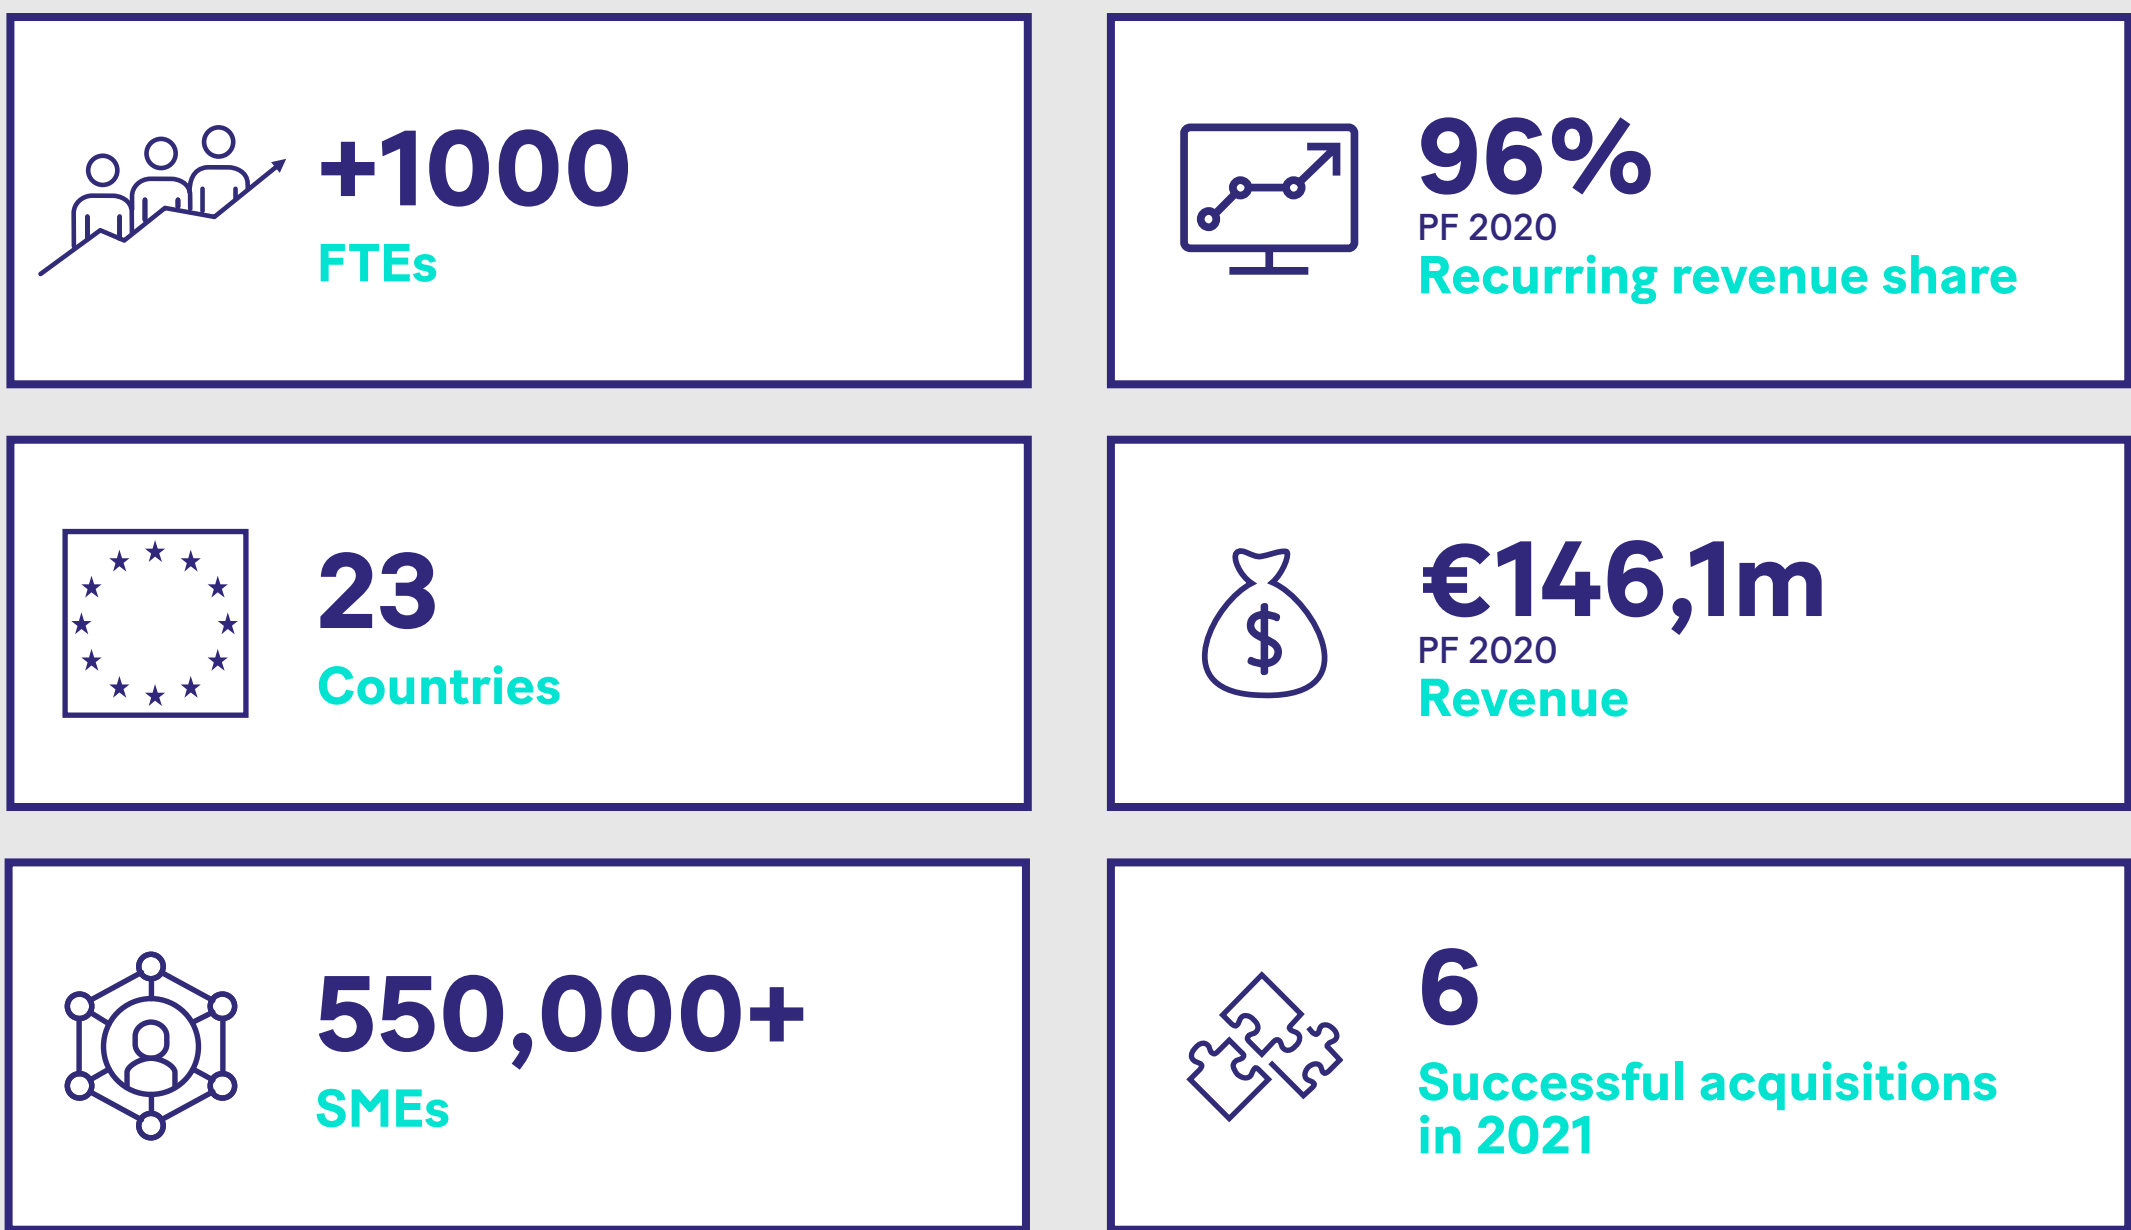 +1000
FTEs
96%
PF 2020
Recurring revenue share
23
Countries
€146,1m
PF 2020
Revenue
550,000+
SMEs
6
Successful acquisitions
in 2021